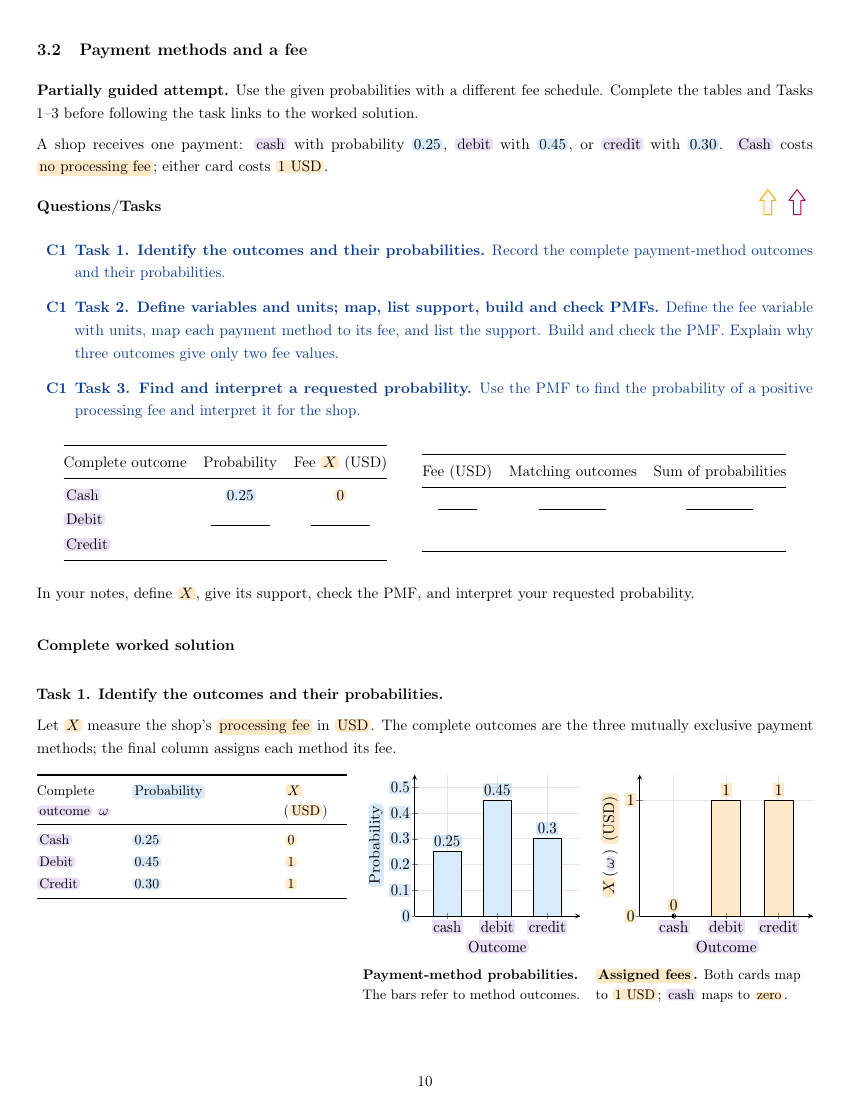 3.2 Payment methods and a fee
Partially guided attempt. Use the given probabilities with a different fee schedule. Complete the tables and Tasks
1–3 before following the task links to the worked solution.
A shop receives one payment: cash with probability 0.25, debit with 0.45, or credit with 0.30. Cash costs
no processing fee; either card costs 1 USD.
Questions/Tasks
C1 Task 1. Identify the outcomes and their probabilities. Record the complete payment-method outcomes
and their probabilities.
C1 Task 2. Define variables and units; map, list support, build and check PMFs. Define the fee variable
with units, map each payment method to its fee, and list the support. Build and check the PMF. Explain why
three outcomes give only two fee values.
C1 Task 3. Find and interpret a requested probability. Use the PMF to find the probability of a positive
processing fee and interpret it for the shop.
Complete outcome Probability Fee X (USD)
Cash 0.25 0
Debit
Credit
Fee (USD) Matching outcomes Sum of probabilities
In your notes, define X, give its support, check the PMF, and interpret your requested probability.
Complete worked solution
Task 1. Identify the outcomes and their probabilities.
Let X measure the shop's processing fee in USD. The complete outcomes are the three mutually exclusive payment
methods; the final column assigns each method its fee.
Complete Probability X
outcome ω (USD)
Cash 0.25 0
Debit 0.45 1
Credit 0.30 1
Probability
0.5
0.4
0.3
0.2
0.1
0
0.25
0.45
0.3
cash debit credit
Outcome
Payment-method probabilities.
The bars refer to method outcomes.
X(ω) (USD)
1
0
0
1
1
cash debit credit
Outcome
Assigned fees. Both cards map
to 1 USD; cash maps to zero.
10